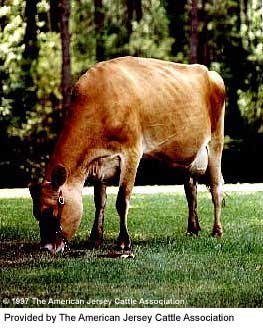 © 1997 The American Jersey Cattle Association
Provided by The American Jersey Cattle Association